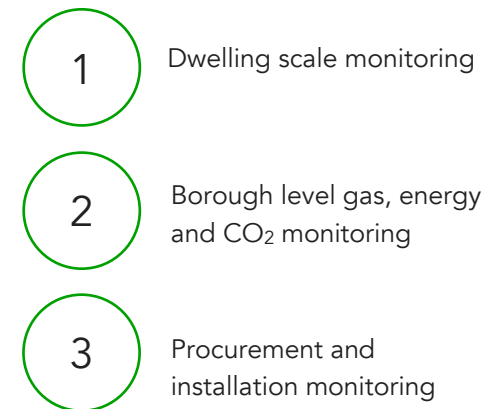 1
Dwelling scale monitoring
2
Borough level gas, energy
and CO₂ monitoring
3
Procurement and
installation monitoring